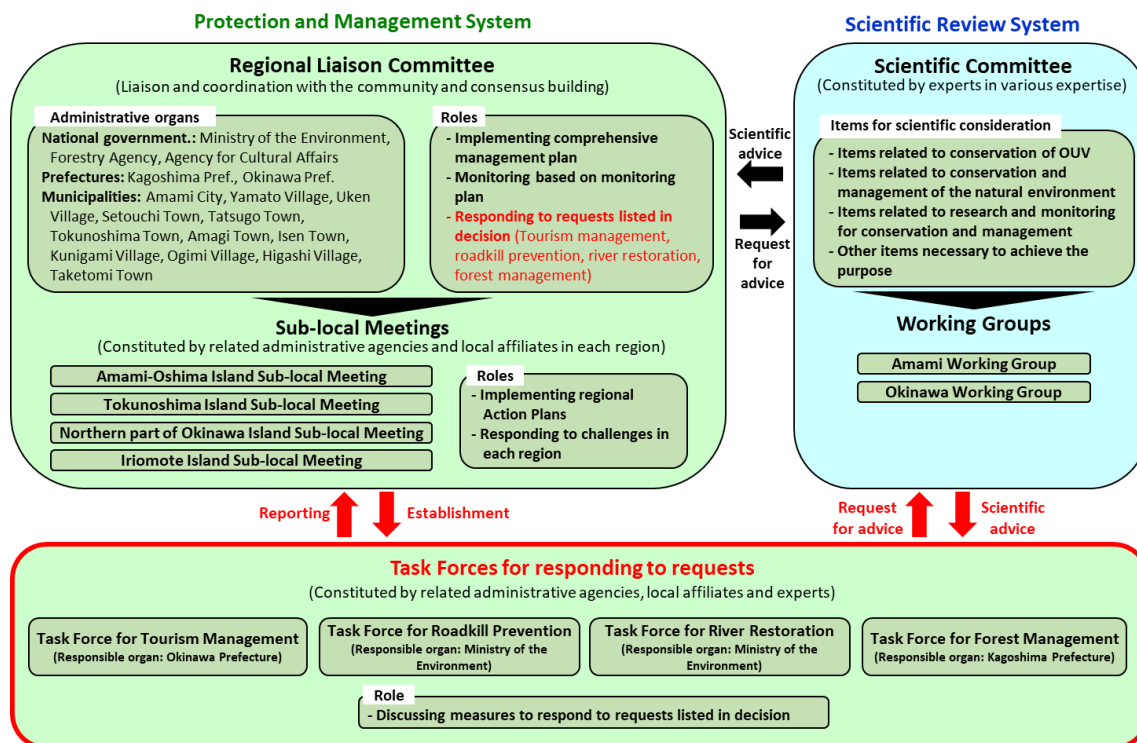 Protection and Management System
Regional Liaison Committee
(Liaison and coordination with the community and consensus building)
Administrative organs
National government.: Ministry of the Environment,
Forestry Agency, Agency for Cultural Affairs
Prefectures: Kagoshima Pref., Okinawa Pref.
Municipalities: Amami City, Yamato Village, Uken
Village, Setouchi Town, Tatsugo Town,
Tokunoshima Town, Amagi Town, Isen Town,
Kunigami Village, Ogimi Village, Higashi Village,
Taketomi Town
Roles
- Implementing comprehensive
management plan
- Monitoring based on monitoring
plan
- Responding to requests listed in
decision (Tourism management,
roadkill prevention, river restoration,
forest management)
Sub-local Meetings
(Constituted by related administrative agencies and local affiliates in each region)
Amami-Oshima Island Sub-local Meeting
Tokunoshima Island Sub-local Meeting
Northern part of Okinawa Island Sub-local Meeting
Iriomote Island Sub-local Meeting
Roles
- Implementing regional
Action Plans
- Responding to challenges in
each region
Scientific
advice
Request
for
advice
Scientific Review System
Scientific Committee
(Constituted by experts in various expertise)
Items for scientific consideration
- Items related to conservation of OUV
- Items related to conservation and
management of the natural environment
- Items related to research and monitoring
for conservation and management
- Other items necessary to achieve the
purpose
Working Groups
Amami Working Group
Okinawa Working Group
Reporting
Establishment
Request
for advice
Scientific
advice
Task Forces for responding to requests
(Constituted by related administrative agencies, local affiliates and experts)
Task Force for Tourism Management
(Responsible organ: Okinawa Prefecture)
Task Force for Roadkill Prevention
(Responsible organ: Ministry of the
Environment)
Task Force for River Restoration
(Responsible organ: Ministry of the
Environment)
Task Force for Forest Management
(Responsible organ: Kagoshima Prefecture)
Role
- Discussing measures to respond to requests listed in decision